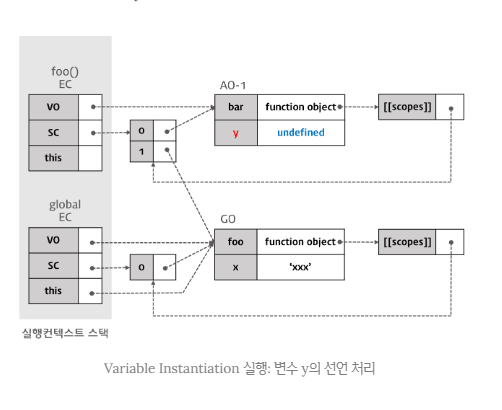 foo()
EC
VO
SC
this
0
1
AO-1
bar function object
y undefined
[[scopes]]
global
EC
VO
SC
this
0
GO
foo function object
x 'xxx'
[[scopes]]
실행컨텍스트 스택
Variable Instantiation 실행: 변수 y의 선언 처리